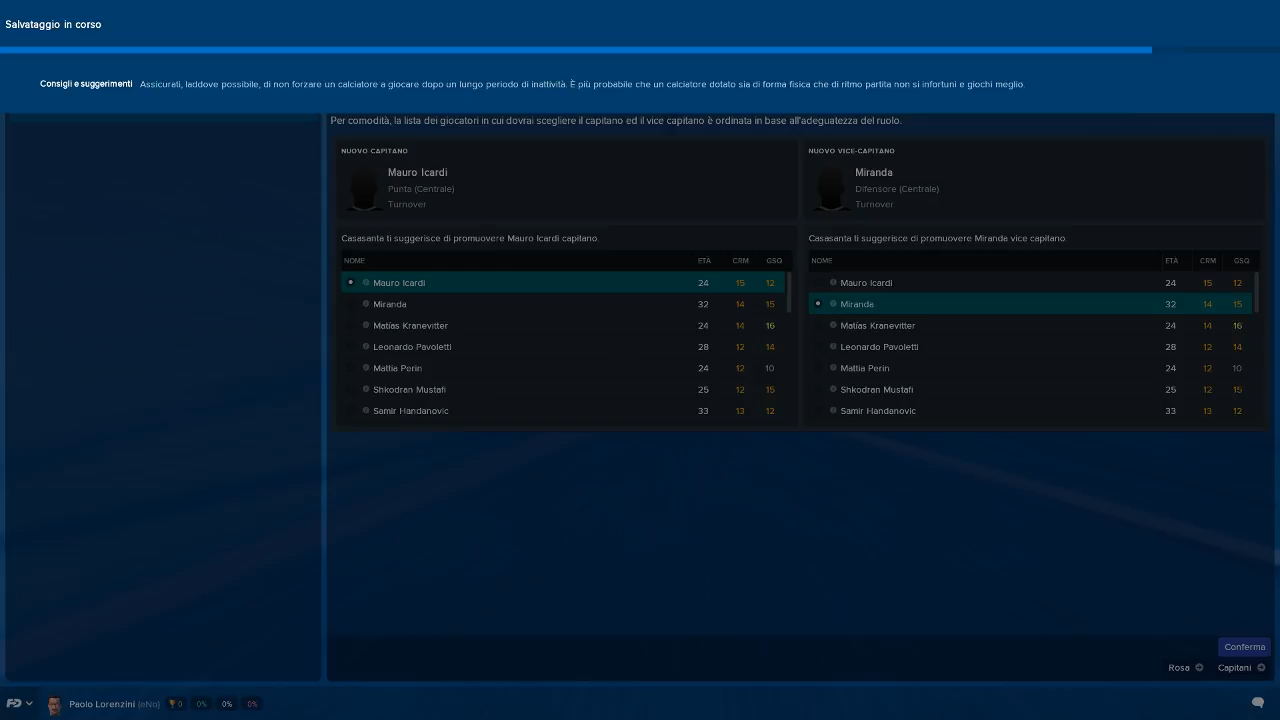 Salvataggio in corso
Consigli e suggerimenti Assicurati, laddove possibile, di non forzare un calciatore a giocare dopo un lungo periodo di inattività. È più probabile che un calciatore dotato sia di forma fisica che di ritmo partita non si infortuni e giochi meglio.
Per comodità, la lista dei giocatori in cui dovrai scegliere il capitano ed il vice capitano è ordinata in base all'adeguatezza del ruolo.
NUOVO CAPITANO
Mauro Icardi
Punta (Centrale)
Turnover
Casasanta ti suggerisce di promuovere Mauro Icardi capitano.
NOME ETÀ CRM GSQ
Mauro Icardi 24 15 12
Miranda 32 14 15
Matías Kranevitter 24 14 16
Leonardo Pavoletti 28 12 14
Mattia Perin 24 12 10
Shkodran Mustafi 25 12 15
Samir Handanovic 33 13 12
NUOVO VICE-CAPITANO
Miranda
Difensore (Centrale)
Turnover
Casasanta ti suggerisce di promuovere Miranda vice capitano.
NOME ETÀ CRM GSQ
Mauro Icardi 24 15 12
Miranda 32 14 15
Matías Kranevitter 24 14 16
Leonardo Pavoletti 28 12 14
Mattia Perin 24 12 10
Shkodran Mustafi 25 12 15
Samir Handanovic 33 13 12
Conferma
Rosa Capitani
FD Paolo Lorenzini (eNo) 0 0% 0% 0%